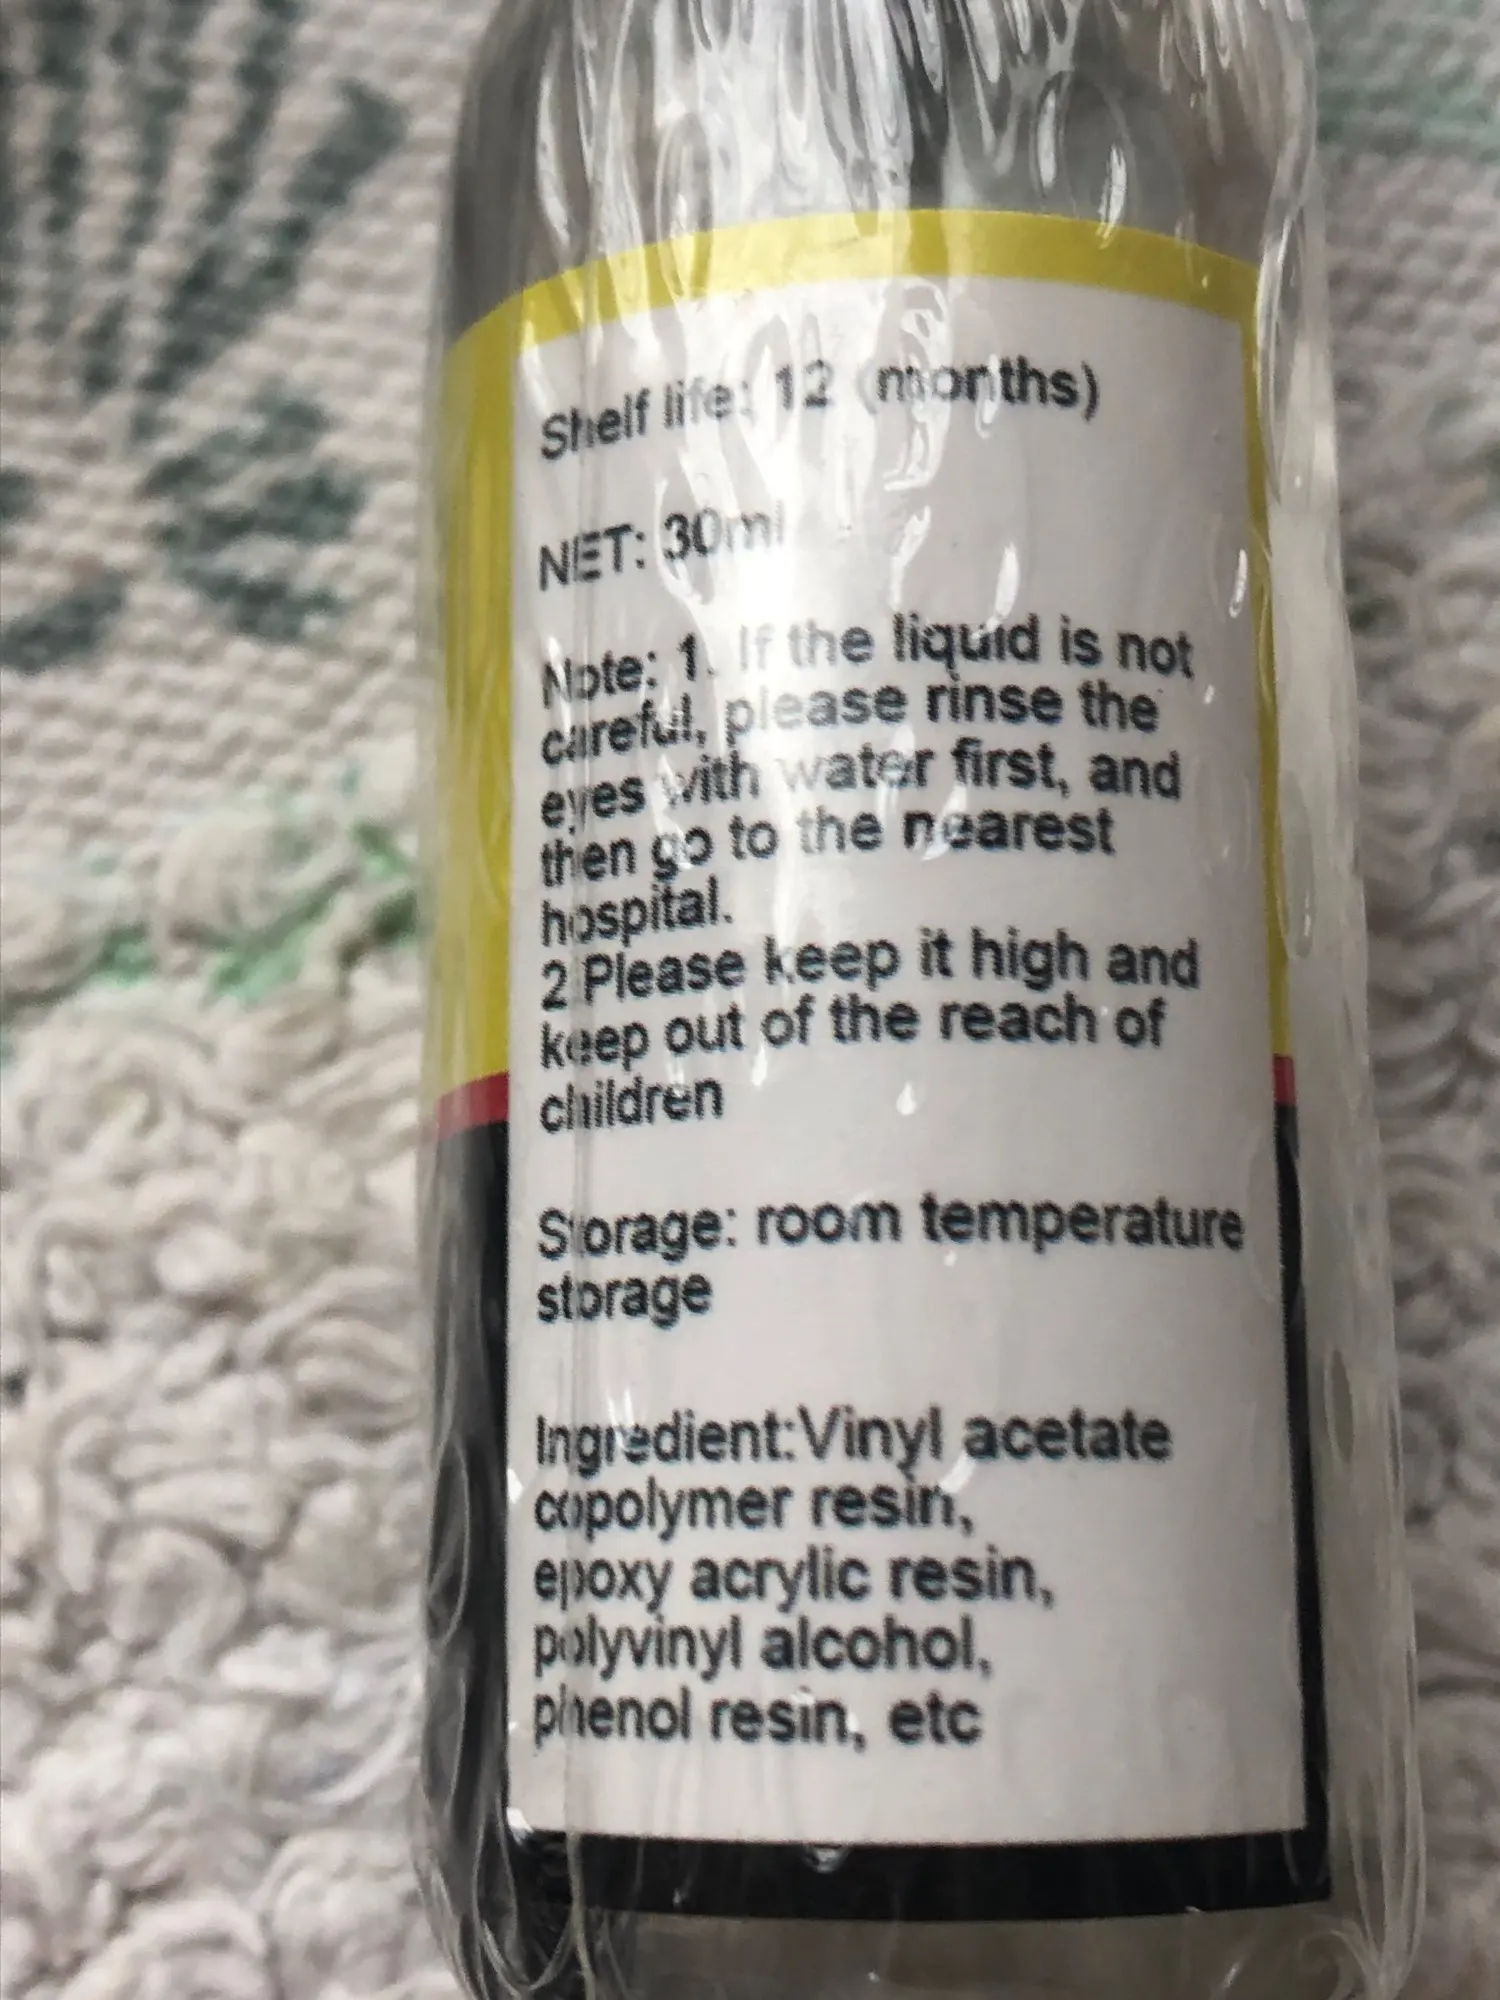 Shelf life: 12 (months)
NET: 30ml
Note: 1. If the liquid is not
careful, please rinse the
eyes with water first, and
then go to the nearest
hospital.
2 Please keep it high and
keep out of the reach of
children
Storage: room temperature
storage
Ingredient:Vinyl acetate
copolymer resin,
epoxy acrylic resin,
polyvinyl alcohol,
phenol resin, etc